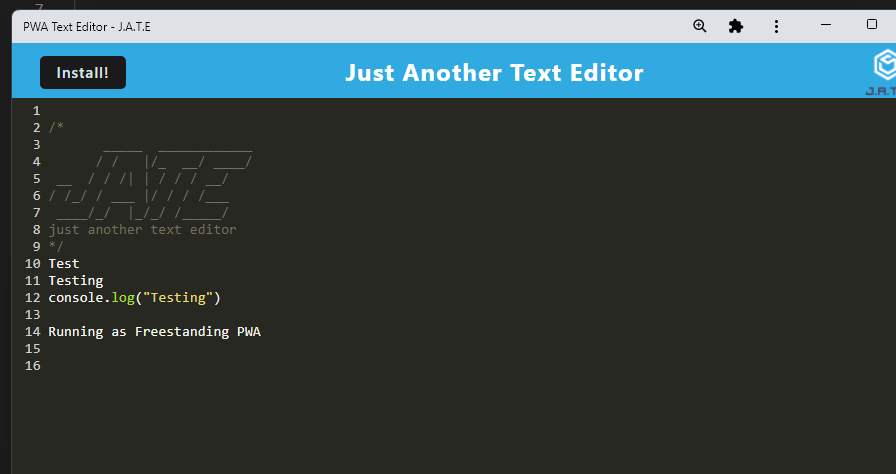 7
PWA Text Editor - J.A.T.E
Install!
Just Another Text Editor
J.A.T
1
2 /*
3        _____  ____________
4       / /   |/_  __/ ____/
5  __  / / /| | / / / __/
6 / /_/ / ___ |/ / / /___
7  ____/_/  |_/_/ /_____/
8 just another text editor
9 */
10 Test
11 Testing
12 console.log("Testing")
13
14 Running as Freestanding PWA
15
16